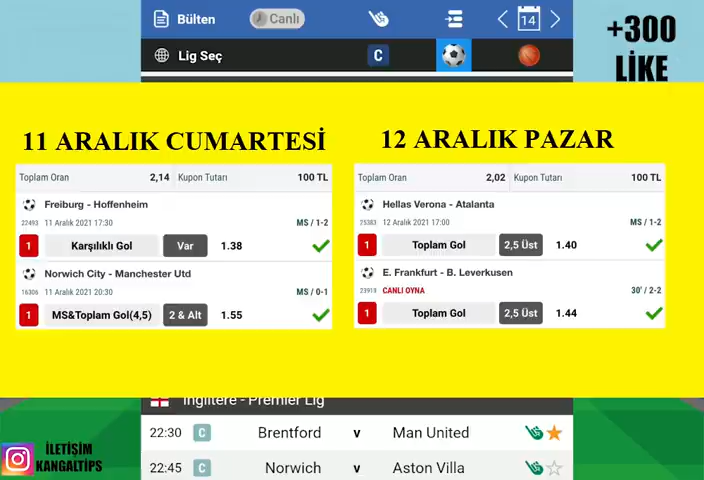 Bülten
Canlı
14
Lig Seç
C
+300
LİKE
11 ARALIK CUMARTESİ
Toplam Oran 2,14 Kupon Tutarı 100 TL
Freiburg - Hoffenheim
22493 11 Aralık 2021 17:30 MS / 1-2
1 Karşılıklı Gol Var 1.38
Norwich City - Manchester Utd
16306 11 Aralık 2021 20:30 MS / 0-1
1 MS&Toplam Gol(4,5) 2 & Alt 1.55
12 ARALIK PAZAR
Toplam Oran 2,02 Kupon Tutarı 100 TL
Hellas Verona - Atalanta
75383 12 Aralık 2021 17:00 MS / 1-2
1 Toplam Gol 2,5 Üst 1.40
E. Frankfurt - B. Leverkusen
23919 CANLI OYNA 30' / 2-2
1 Toplam Gol 2,5 Üst 1.44
İngiltere - Premier Lig
22:30 C Brentford v Man United
22:45 C Norwich v Aston Villa
İLETİŞİM
KANGALTİPS